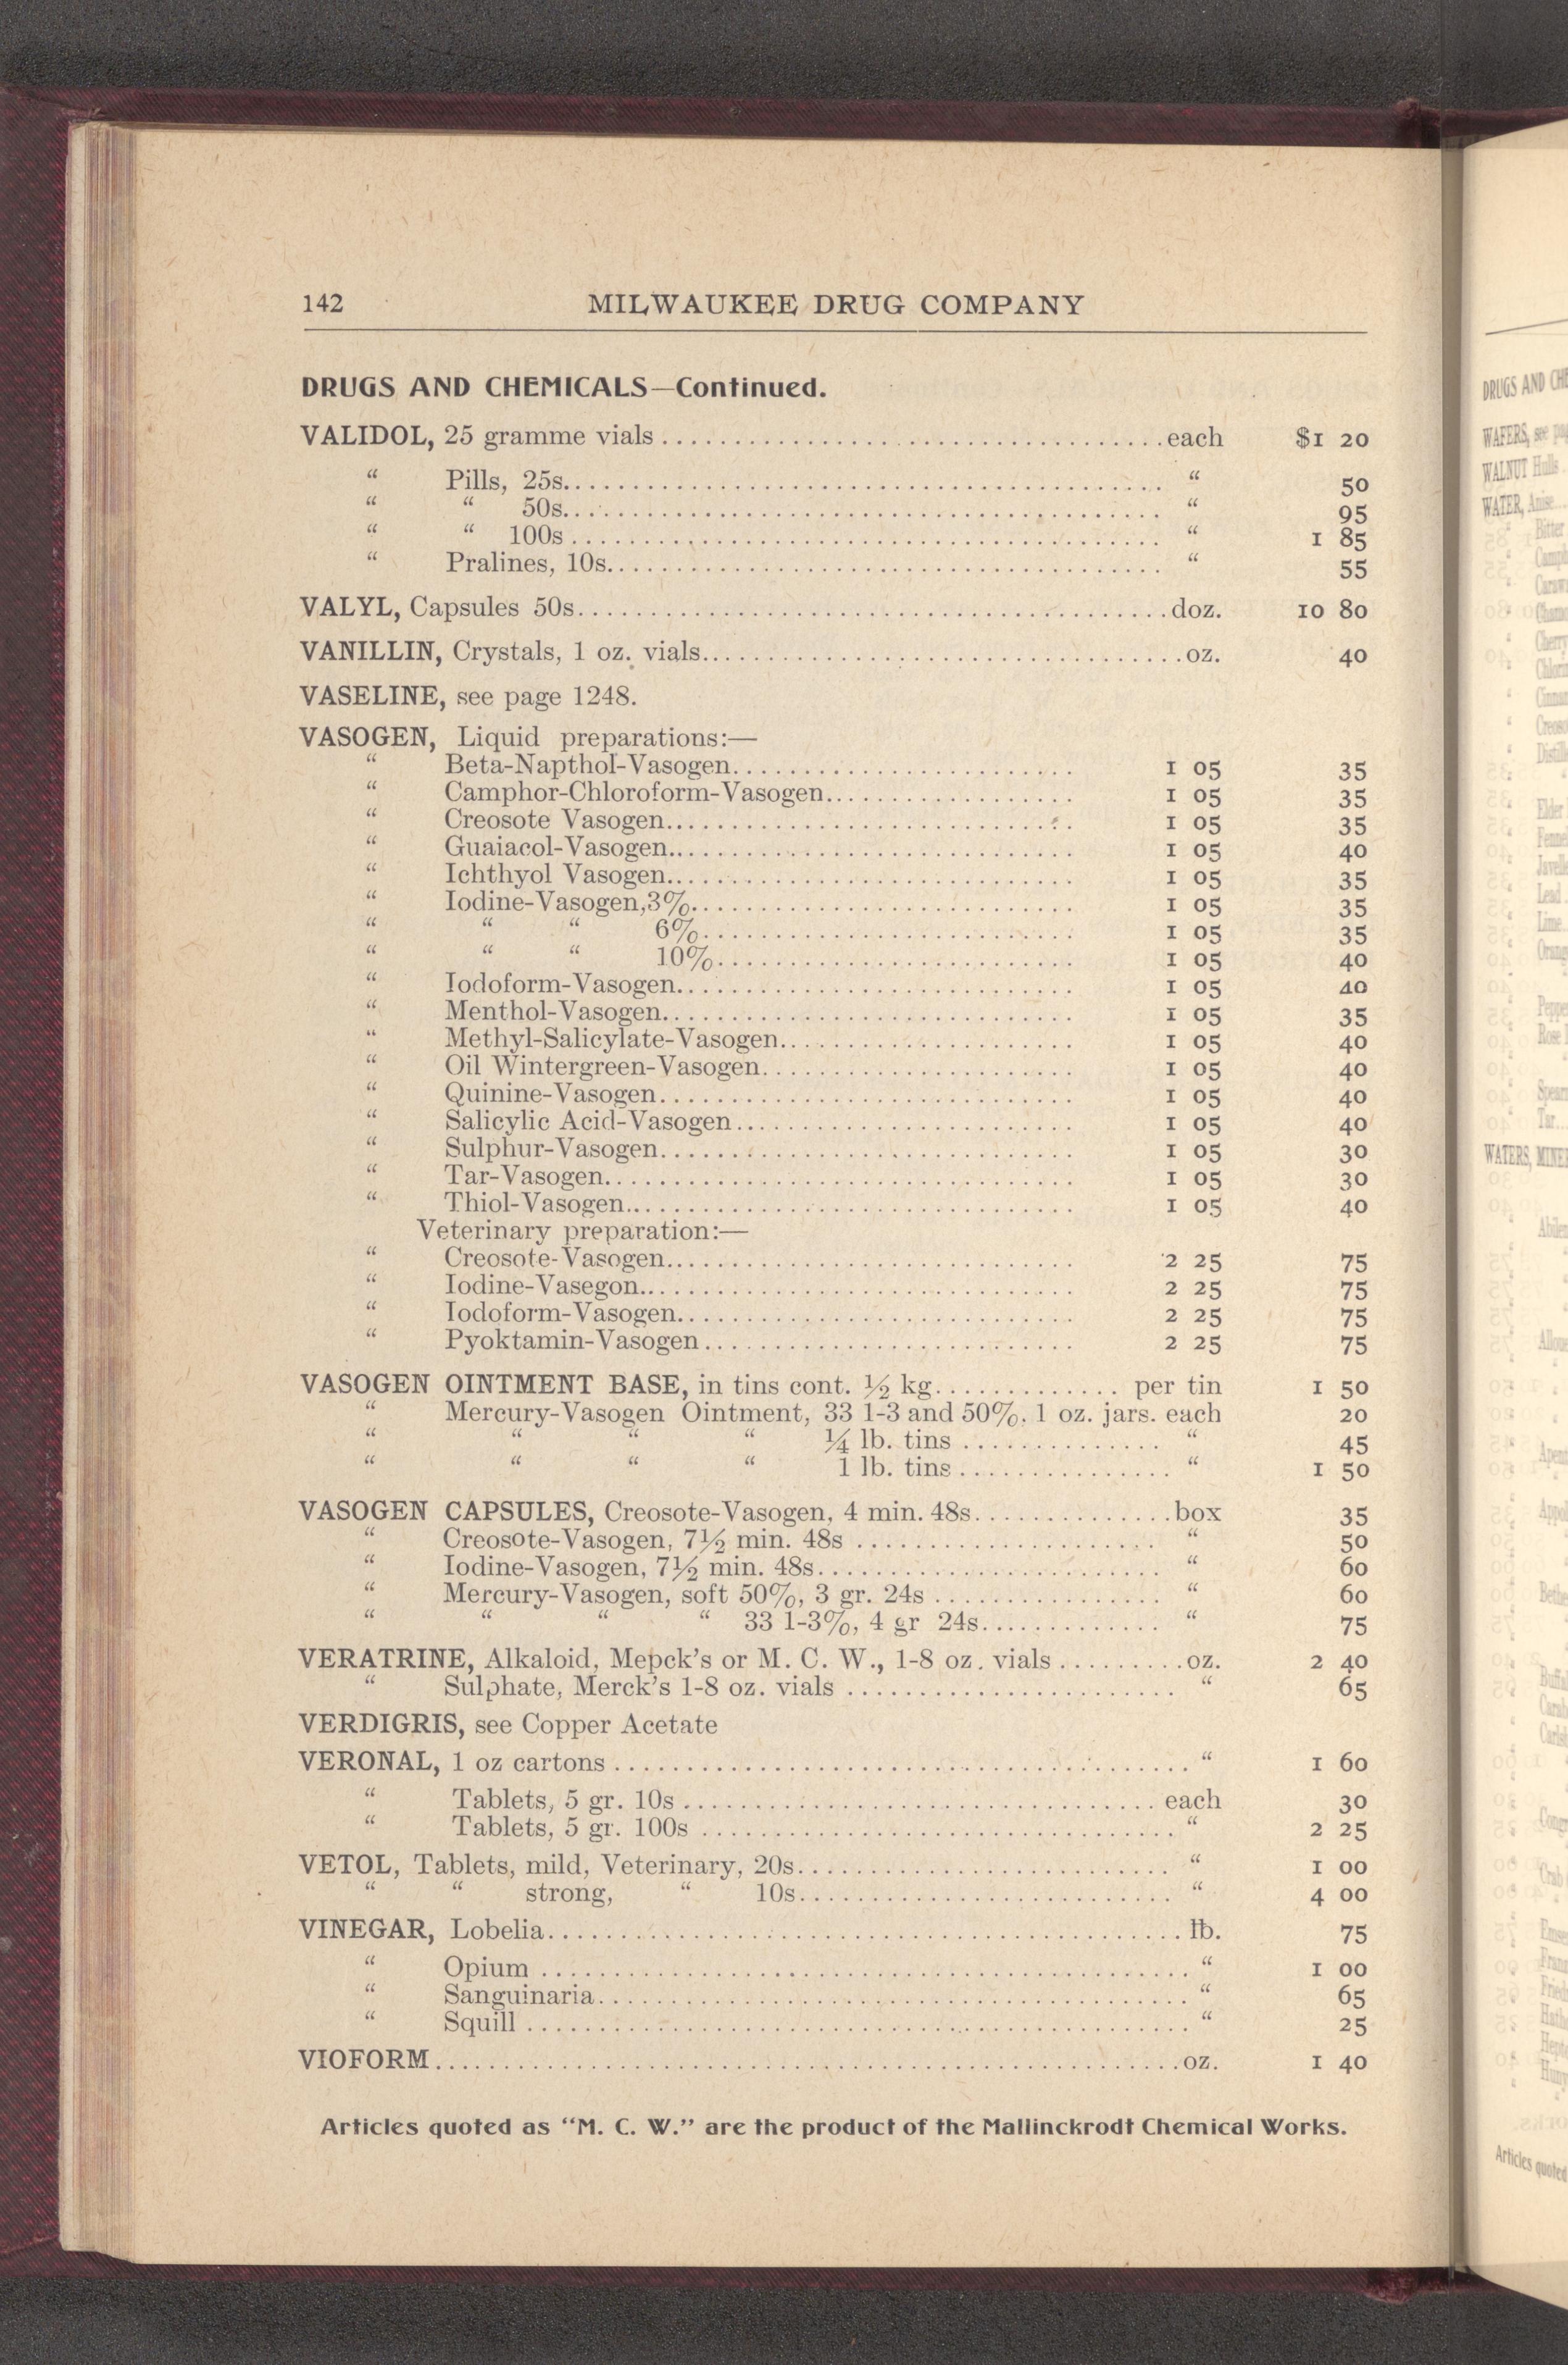 142 MILWAUKEE DRUG COMPANY
DRUGS AND CHEMICALS—Continued.
VALIDOL, 25 gramme vials ........ each $1 20
“ Pills, 25s........ “ 50
“ “ 50s........ “ 95
“ “ 100s ........ “ 1 85
“ Pralines, 10s........ “ 55
VALYL, Capsules 50s........ doz. 10 80
VANILLIN, Crystals, 1 oz. vials........ oz. 40
VASELINE, see page 1248.
VASOGEN, Liquid preparations:—
“ Beta-Napthol-Vasogen........ 1 05 35
“ Camphor-Chloroform-Vasogen........ 1 05 35
“ Creosote Vasogen........ 1 05 35
“ Guaiacol-Vasogen........ 1 05 40
“ Ichthyol Vasogen........ 1 05 35
“ Iodine-Vasogen,3%........ 1 05 35
“ “ “ 6%........ 1 05 35
“ “ “ 10%........ 1 05 40
“ Iodoform-Vasogen........ 1 05 40
“ Menthol-Vasogen........ 1 05 35
“ Methyl-Salicylate-Vasogen........ 1 05 40
“ Oil Wintergreen-Vasogen........ 1 05 40
“ Quinine-Vasogen........ 1 05 40
“ Salicylic Acid-Vasogen........ 1 05 40
“ Sulphur-Vasogen........ 1 05 30
“ Tar-Vasogen........ 1 05 30
“ Thiol-Vasogen........ 1 05 40
Veterinary preparation:—
“ Creosote-Vasogen........ 2 25 75
“ Iodine-Vasegon........ 2 25 75
“ Iodoform-Vasogen........ 2 25 75
“ Pyoktamin-Vasogen ........ 2 25 75
VASOGEN OINTMENT BASE, in tins cont. ½ kg........ per tin 1 50
“ Mercury-Vasogen Ointment, 33 1-3 and 50%. 1 oz. jars. each 20
“ “ “ “ ¼ lb. tins ........ “ 45
“ “ “ “ 1 lb. tins ........ “ 1 50
VASOGEN CAPSULES, Creosote-Vasogen, 4 min. 48s........ box 35
“ Creosote-Vasogen, 7½ min. 48s ........ “ 50
“ Iodine-Vasogen, 7½ min. 48s........ “ 60
“ Mercury-Vasogen, soft 50%, 3 gr. 24s ........ “ 60
“ “ “ “ 33 1-3%, 4 gr 24s........ “ 75
VERATRINE, Alkaloid, Mepck's or M. C. W., 1-8 oz. vials ........ oz. 2 40
“ Sulphate, Merck's 1-8 oz. vials ........ “ 65
VERDIGRIS, see Copper Acetate
VERONAL, 1 oz cartons ........ “ 1 60
“ Tablets, 5 gr. 10s ........ each 30
“ Tablets, 5 gr. 100s ........ “ 2 25
VETOL, Tablets, mild, Veterinary, 20s........ “ 1 00
“ “ strong, “ 10s........ “ 4 00
VINEGAR, Lobelia........ lb. 75
“ Opium ........ “ 1 00
“ Sanguinaria........ “ 65
“ Squill ........ “ 25
VIOFORM ........ oz. 1 40
Articles quoted as “M. C. W.” are the product of the Mallinckrodt Chemical Works.
DRUGS AND
WAFERS, see
WALNUT Hulls
WATER, Anise
Bitter
Cherry
Elder
Lead
Lime
WATERS,
Articles quoted